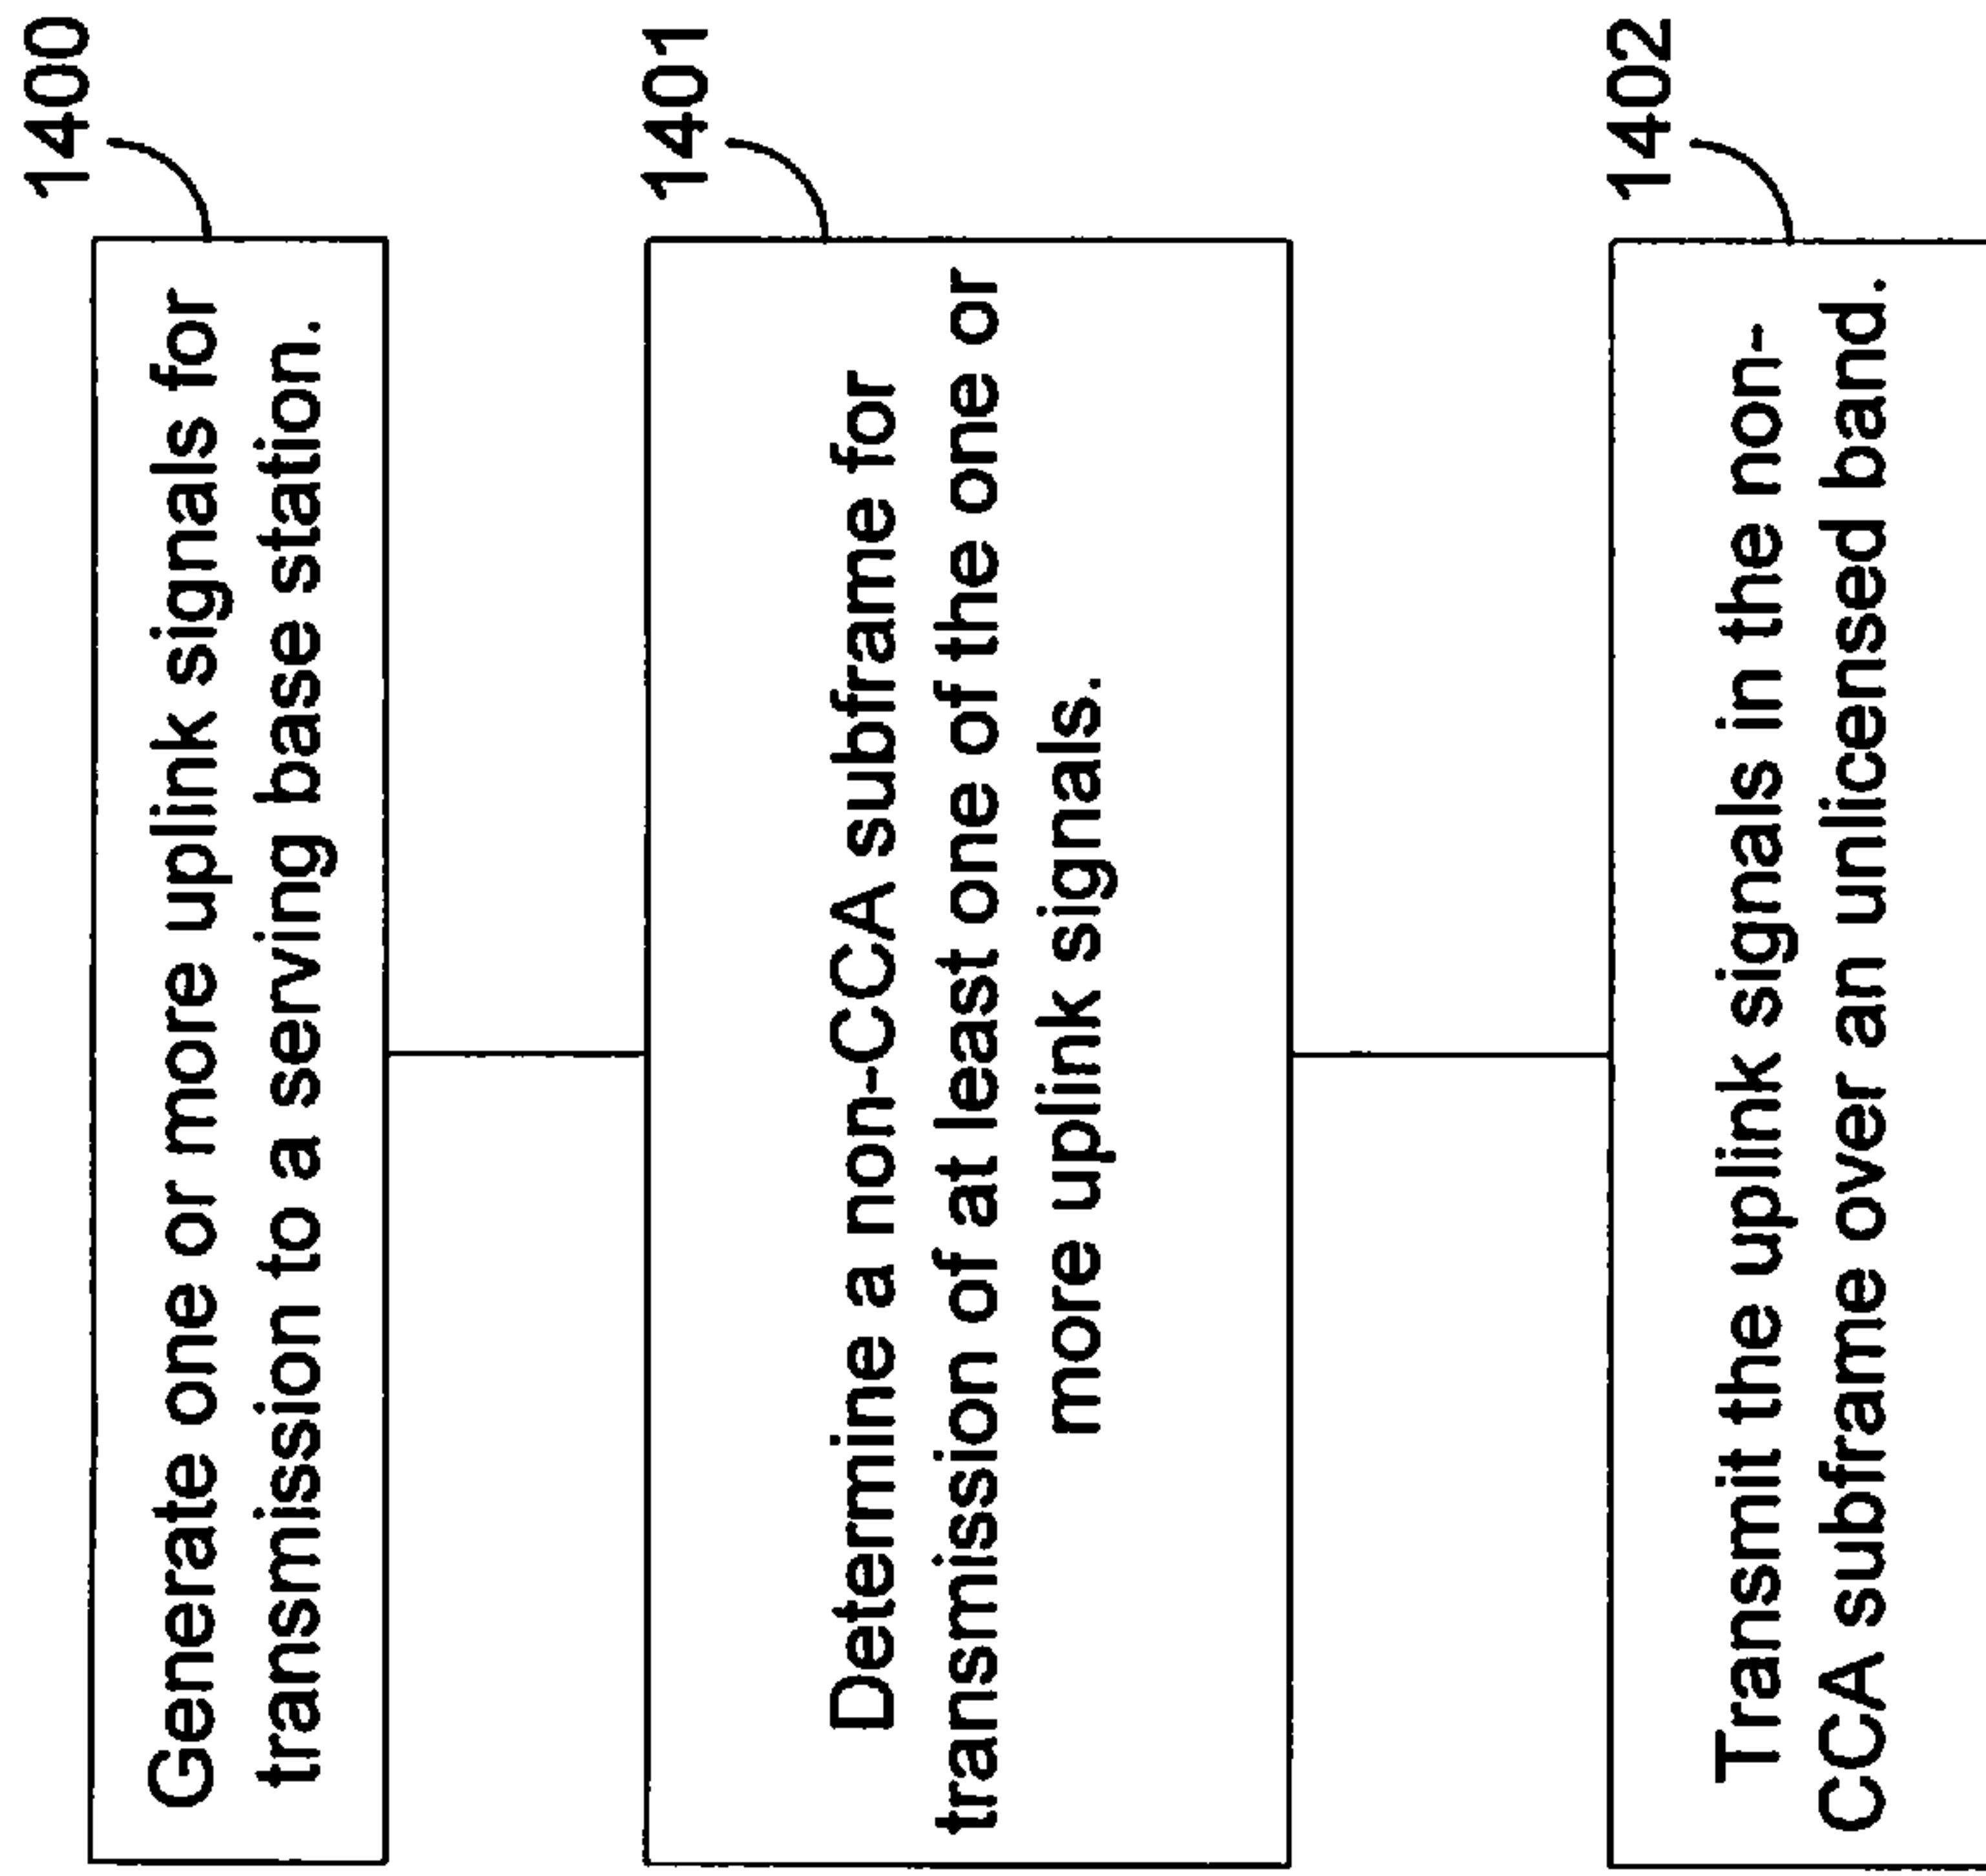 1400
Generate one or more uplink signals for
transmission to a serving base station.
1401
Determine a non-CCA subframe for
transmission of at least one of the one or
more uplink signals.
1402
Transmit the uplink signals in the non-
CCA subframe over an unlicensed band.